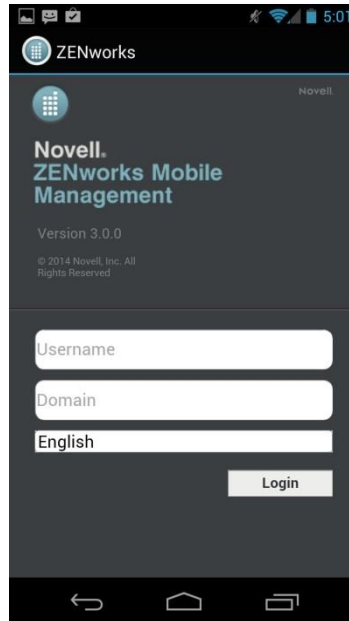 5:01
ZENworks
Novell.
Novell.
ZENworks Mobile
Management
Version 3.0.0
© 2014 Novell, Inc. All
Rights Reserved
Username
Domain
English
Login